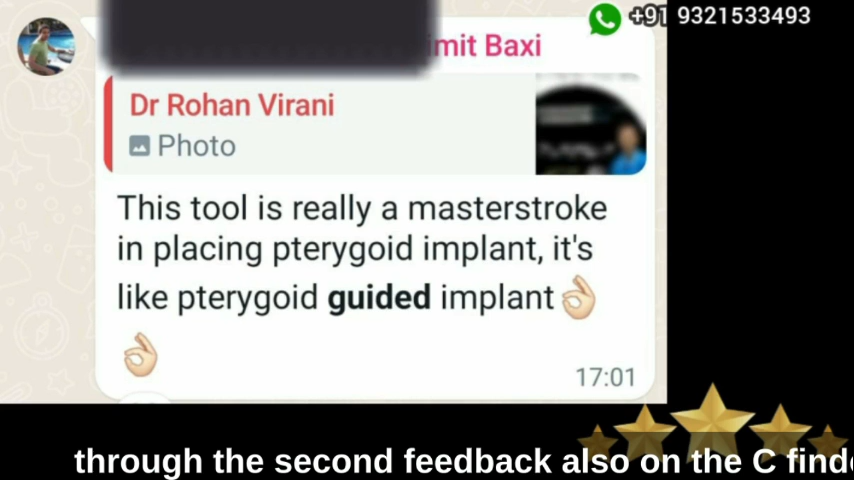 +91 9321533493
imit Baxi
Dr Rohan Virani
Photo
This tool is really a masterstroke
in placing pterygoid implant, it's
like pterygoid guided implant👌🏻
👌🏻
17:01
through the second feedback also on the C finde